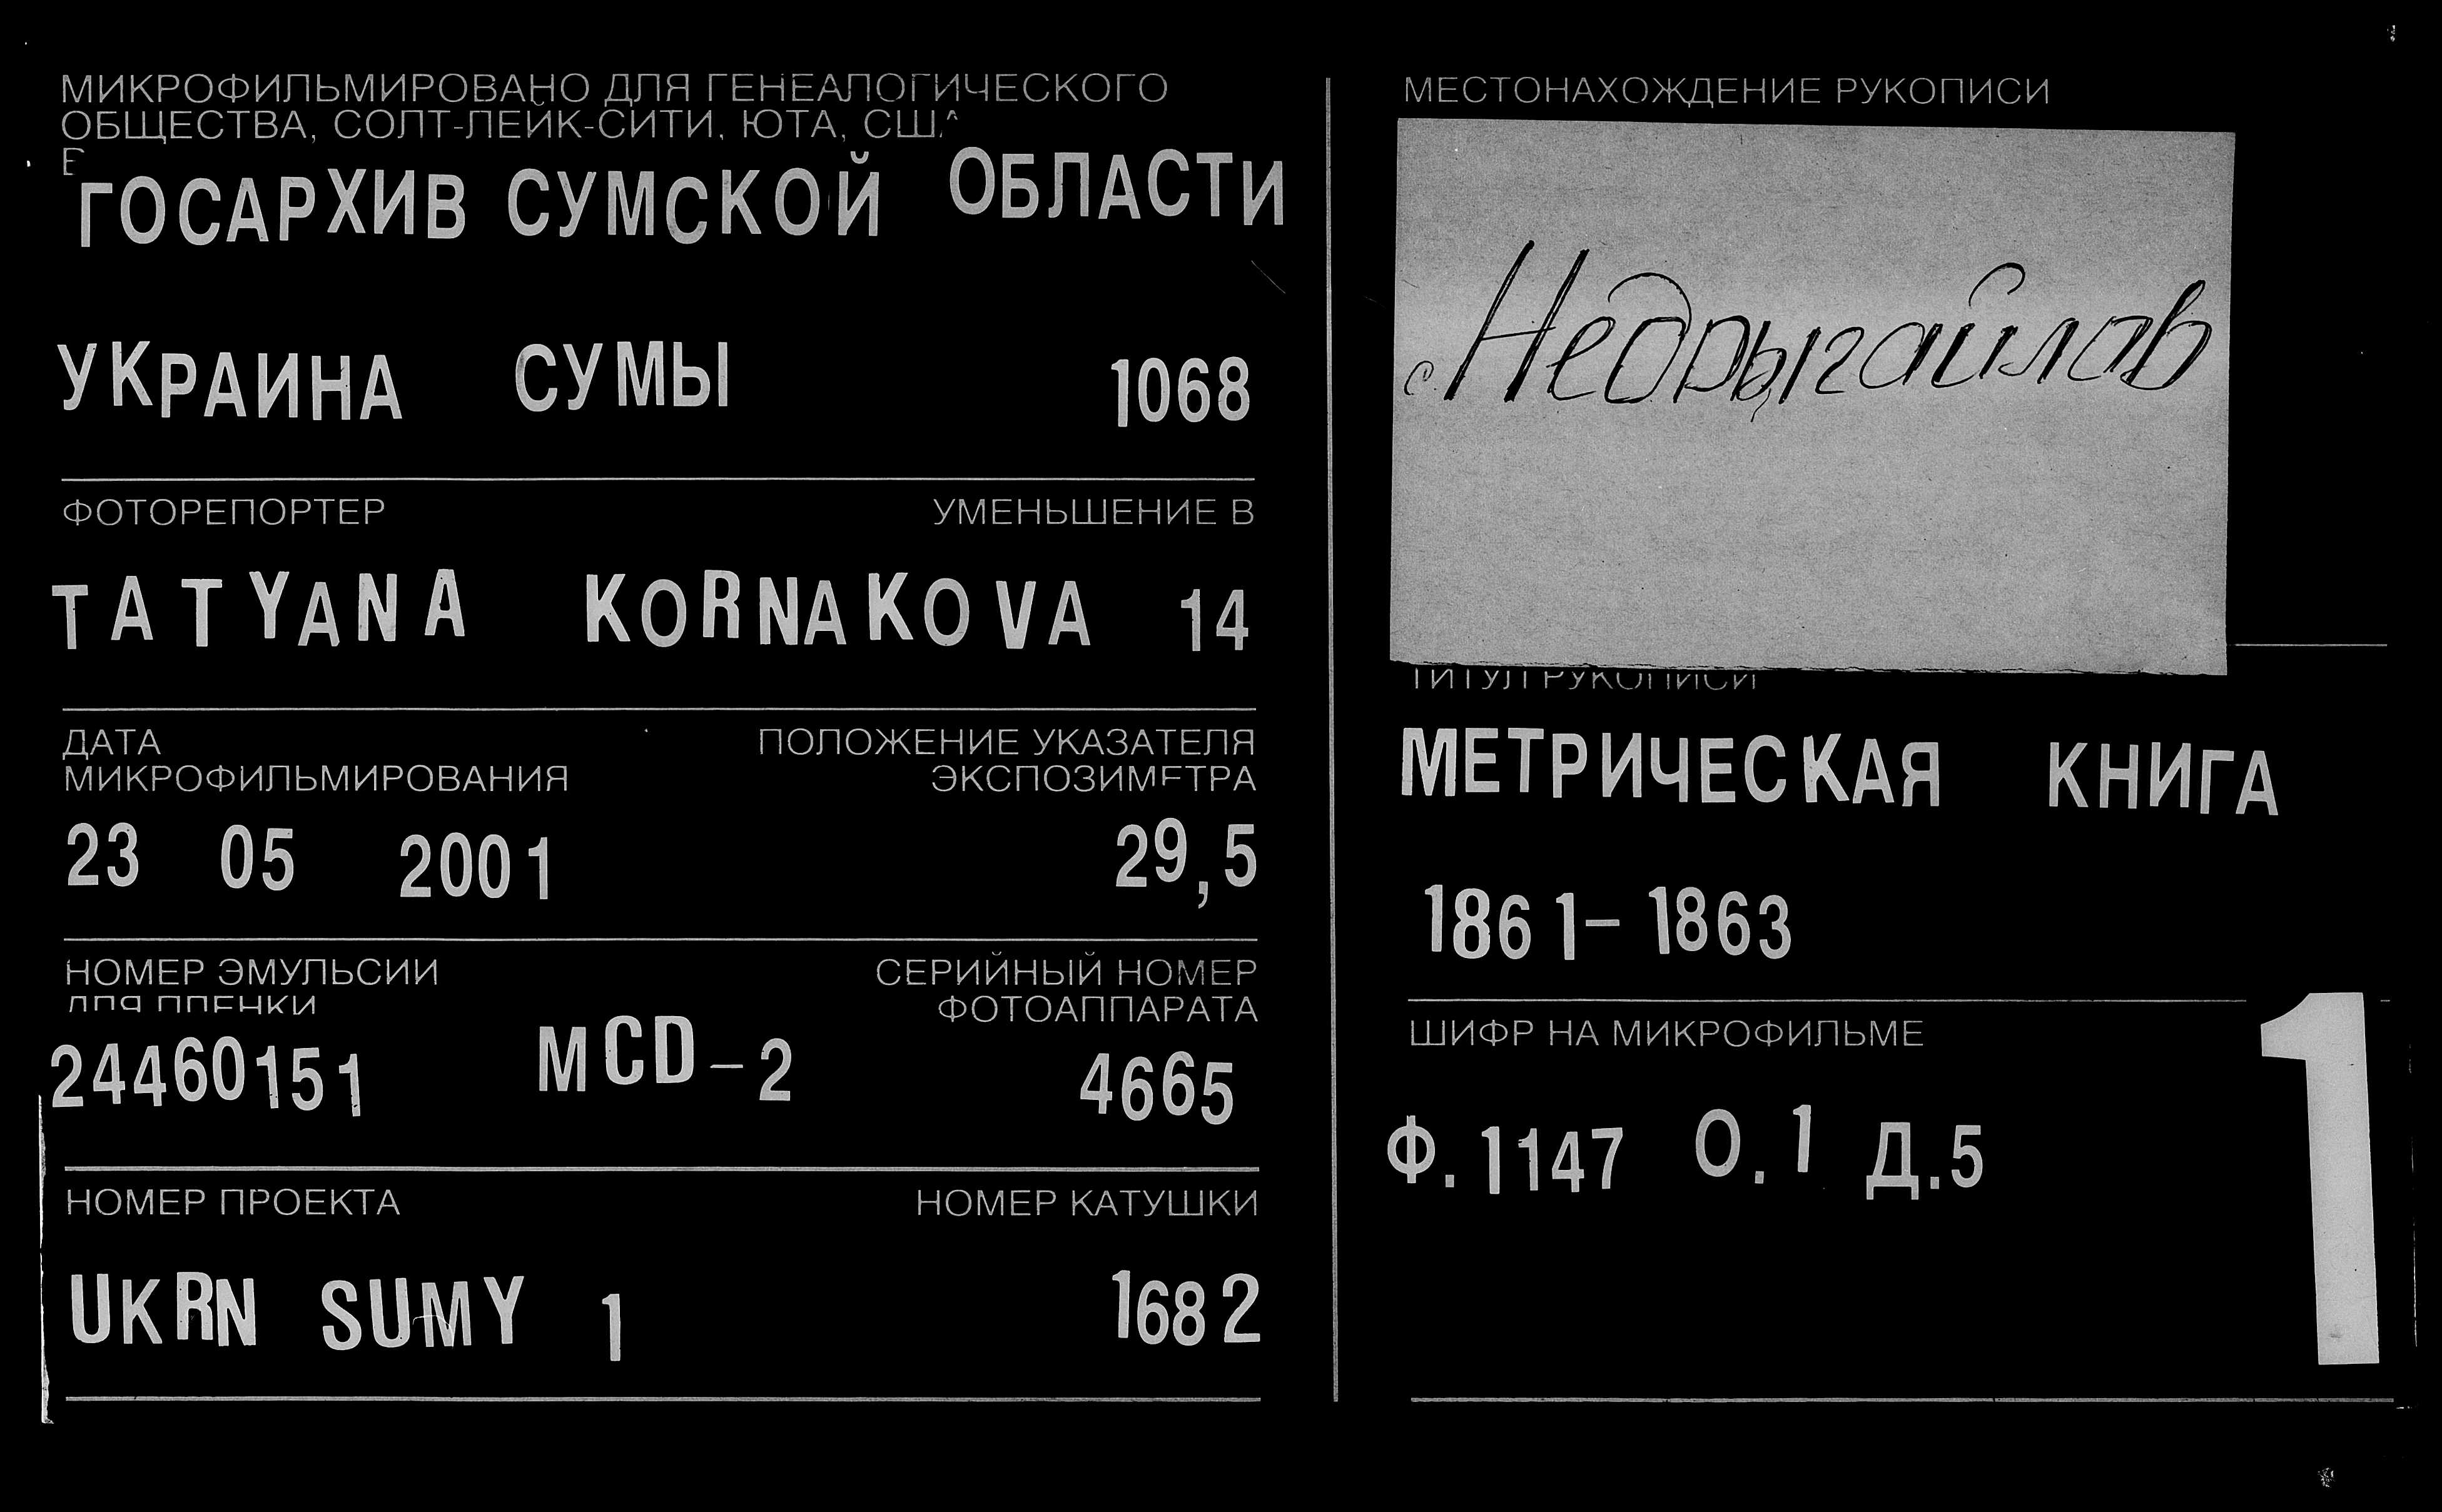 МИКРОФИЛЬМИРОВАНО ДЛЯ ГЕНЕАЛОГИЧЕСКОГО
ОБЩЕСТВА, СОЛТ-ЛЕЙК-СИТИ, ЮТА, США
В
ГОСАРХИВ СУМСКОЙ ОБЛАСТИ
УКРАИНА СУМЫ 1068
ФОТОРЕПОРТЕР УМЕНЬШЕНИЕ В
TATYANA KORNAKOVA 14
ДАТА ПОЛОЖЕНИЕ УКАЗАТЕЛЯ
МИКРОФИЛЬМИРОВАНИЯ ЭКСПОЗИМЕТРА
23 05 2001 29,5
НОМЕР ЭМУЛЬСИИ СЕРИЙНЫЙ НОМЕР
ДЛЯ ПЛЕНКИ ФОТОАППАРАТА
24460151 MCD-2 4665
НОМЕР ПРОЕКТА НОМЕР КАТУШКИ
UKRN SUMY 1 1682
МЕСТОНАХОЖДЕНИЕ РУКОПИСИ
с. Недрыгайлов
ТИТУЛ РУКОПИСИ
МЕТРИЧЕСКАЯ КНИГА
1861-1863
ШИФР НА МИКРОФИЛЬМЕ
Ф.1147 О.1 Д.5
1